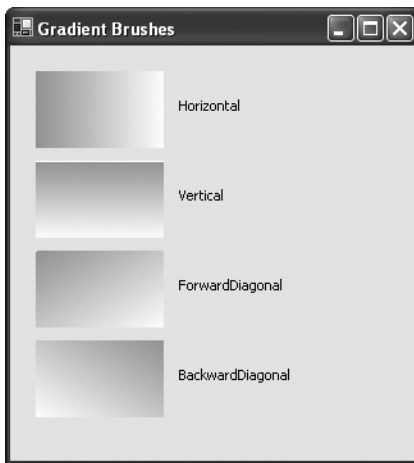 Gradient Brushes
Horizontal
Vertical
ForwardDiagonal
BackwardDiagonal